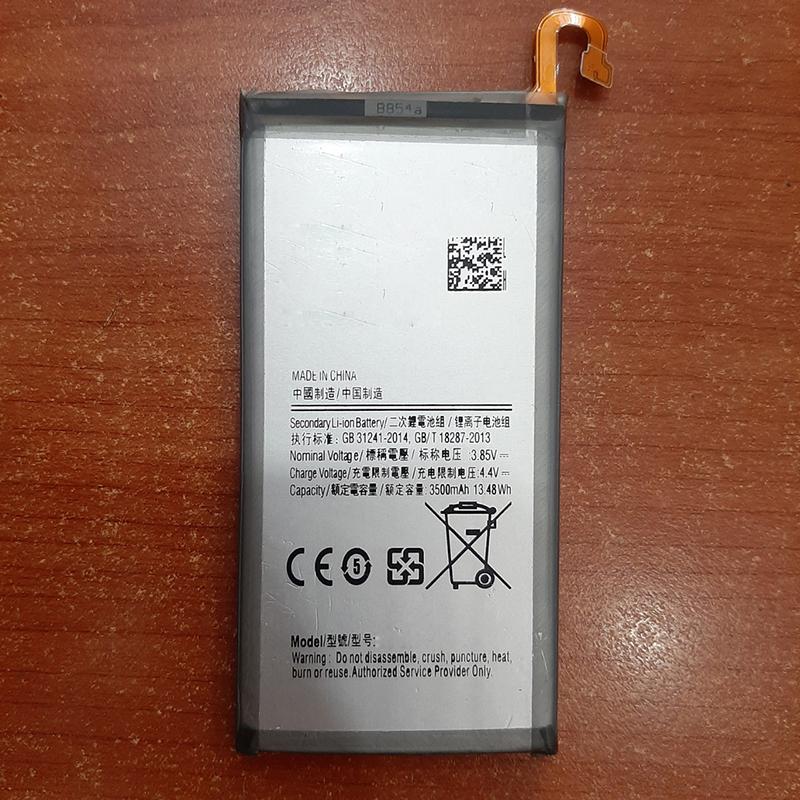 B854a
MADE IN CHINA
中國制造/中国制造
Secondary Li-ion Battery/二次鋰電池組/锂离子电池组
执行标准: GB 31241-2014, GB/T 18287-2013
Nominal Voltage/標稱電壓/标称电压:3.85V⎓
Charge Voltage/充電限制電壓/充电限制电压:4.4V⎓
Capacity/額定電容量/额定容量:3500mAh 13.48Wh
CE 5
Model/型號/型号:
Warning: Do not disassemble, crush, puncture, heat,
burn or reuse.Authorized Service Provider Only.